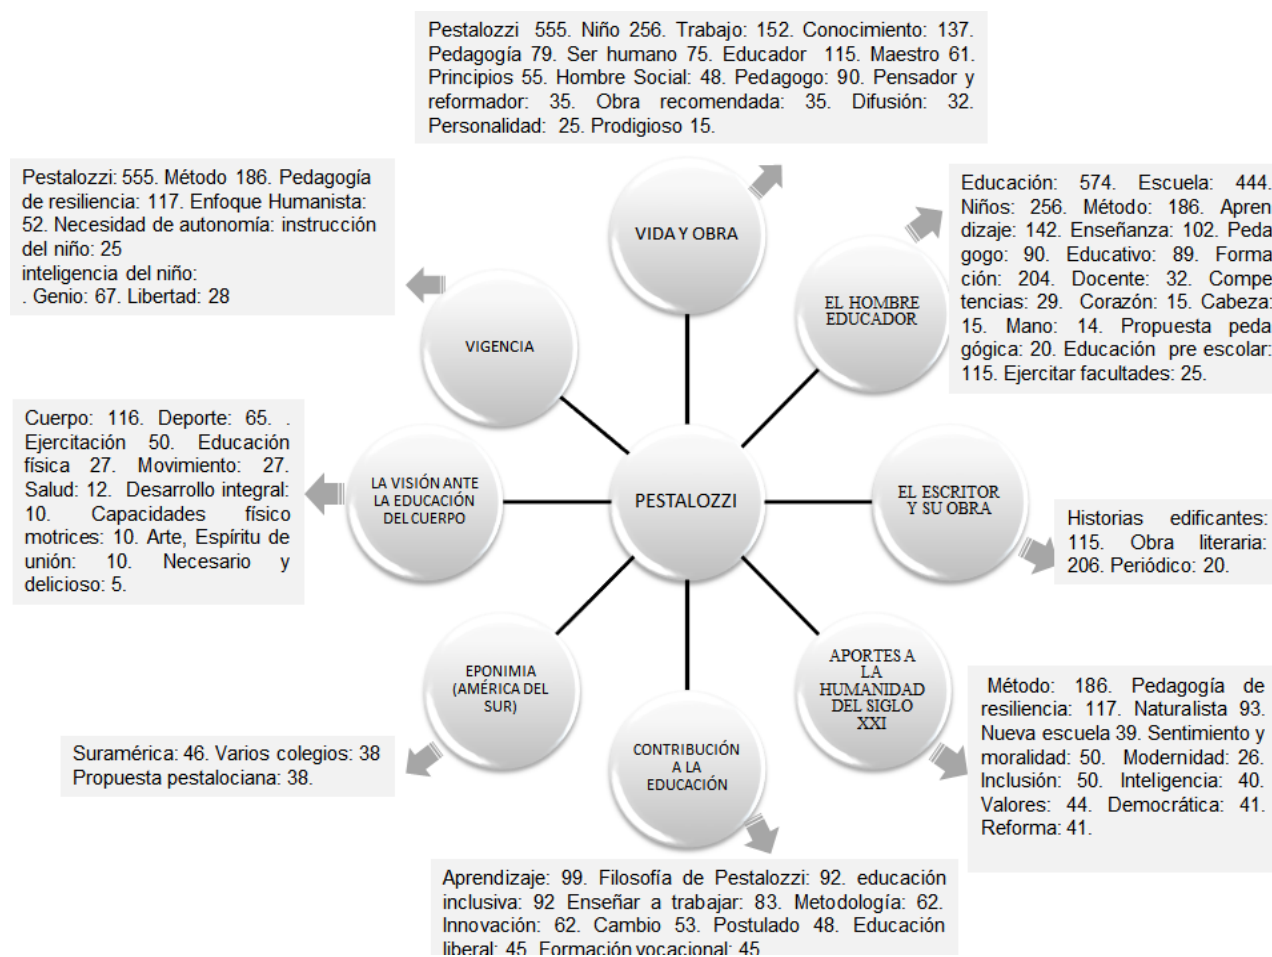 Pestalozzi 555. Niño 256. Trabajo: 152. Conocimiento: 137.
Pedagogía 79. Ser humano 75. Educador 115. Maestro 61.
Principios 55. Hombre Social: 48. Pedagogo: 90. Pensador y
reformador: 35. Obra recomendada: 35. Difusión: 32.
Personalidad: 25. Prodigioso 15.
VIDA Y OBRA
Educación: 574. Escuela: 444.
Niños: 256. Método: 186. Apren
dizaje: 142. Enseñanza: 102. Peda
gogo: 90. Educativo: 89. Forma
ción: 204. Docente: 32. Compe
tencias: 29. Corazón: 15. Cabeza:
15. Mano: 14. Propuesta peda
gógica: 20. Educación pre escolar:
115. Ejercitar facultades: 25.
EL HOMBRE
EDUCADOR
Pestalozzi: 555. Método 186. Pedagogía
de resiliencia: 117. Enfoque Humanista:
52. Necesidad de autonomía: instrucción
del niño: 25
inteligencia del niño:
. Genio: 67. Libertad: 28
VIGENCIA
Cuerpo: 116. Deporte: 65. .
Ejercitación 50. Educación
física 27. Movimiento: 27.
Salud: 12. Desarrollo integral:
10. Capacidades físico
motrices: 10. Arte, Espíritu de
unión: 10. Necesario y
delicioso: 5.
LA VISIÓN ANTE
LA EDUCACIÓN
DEL CUERPO
PESTALOZZI
EL ESCRITOR
Y SU OBRA
Historias edificantes:
115. Obra literaria:
206. Periódico: 20.
EPONIMIA
(AMÉRICA DEL
SUR)
Suramérica: 46. Varios colegios: 38
Propuesta pestalociana: 38.
CONTRIBUCIÓN
A LA
EDUCACIÓN
APORTES A
LA
HUMANIDAD
DEL SIGLO
XXI
Método: 186. Pedagogía de
resiliencia: 117. Naturalista 93.
Nueva escuela 39. Sentimiento y
moralidad: 50. Modernidad: 26.
Inclusión: 50. Inteligencia: 40.
Valores: 44. Democrática: 41.
Reforma: 41.
Aprendizaje: 99. Filosofía de Pestalozzi: 92. educación
inclusiva: 92 Enseñar a trabajar: 83. Metodología: 62.
Innovación: 62. Cambio 53. Postulado 48. Educación
liberal: 45. Formación vocacional: 45